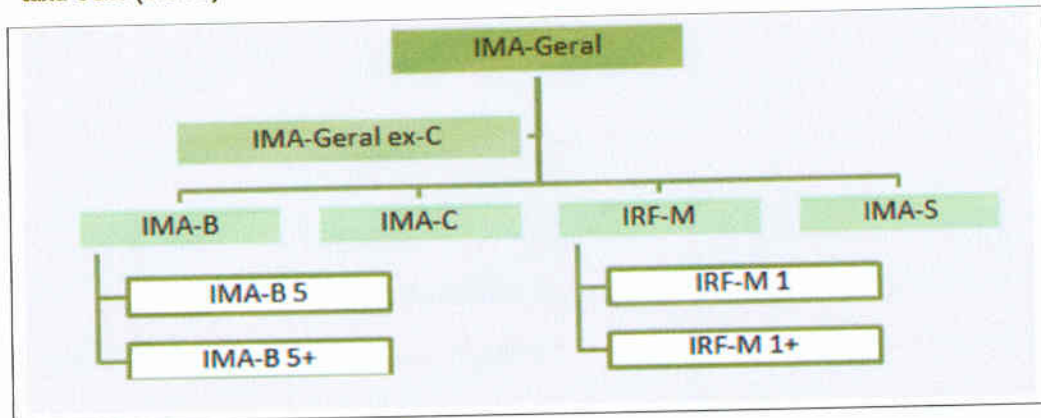 IMA-Geral
IMA-Geral ex-C
IMA-B IMA-C IRF-M IMA-S
IMA-B 5 IRF-M 1
IMA-B 5+ IRF-M 1+